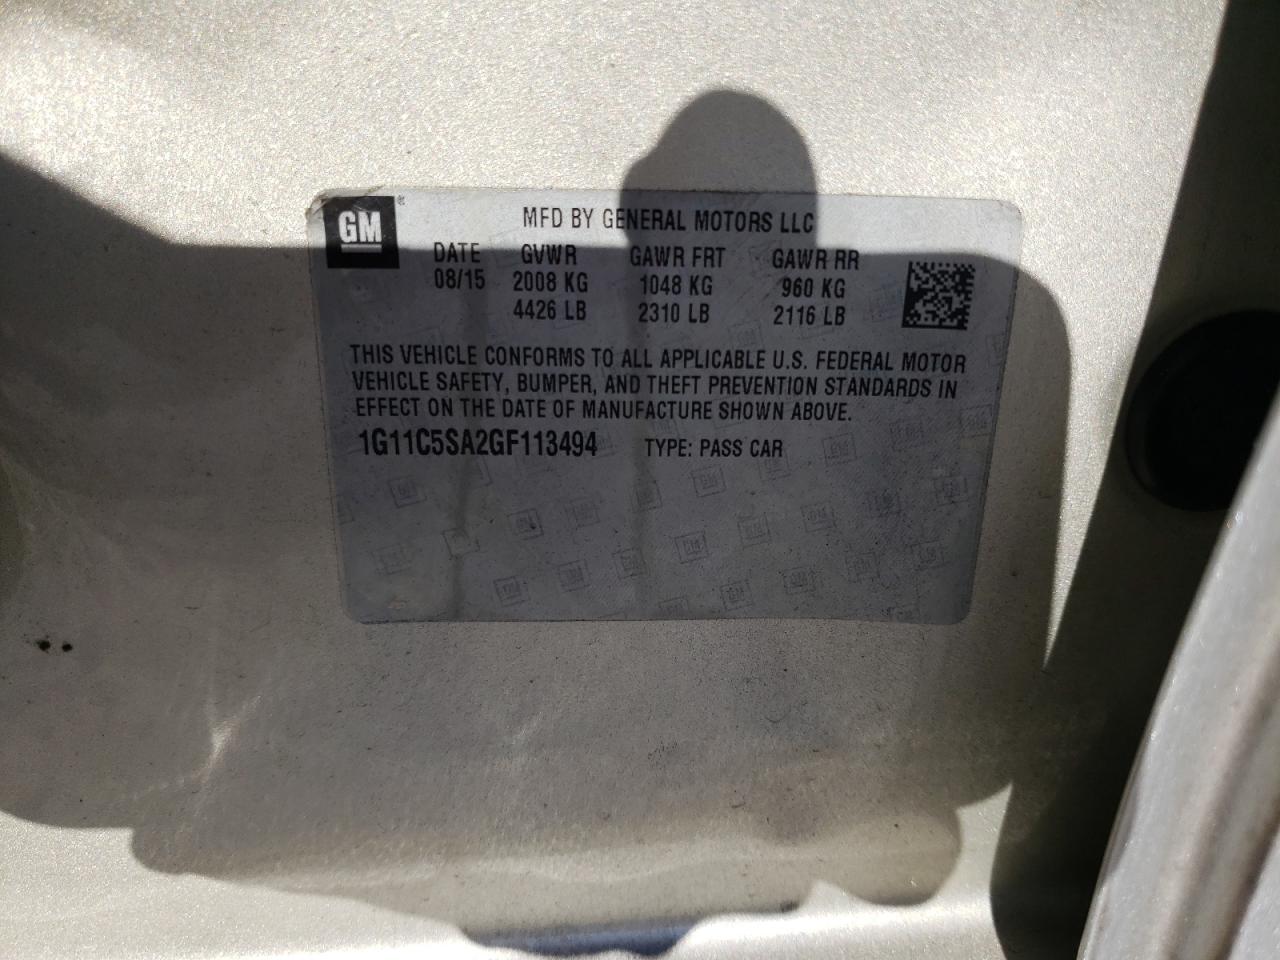 GM ®
MFD BY GENERAL MOTORS LLC
DATE GVWR GAWR FRT GAWR RR
08/15 2008 KG 1048 KG 960 KG
4426 LB 2310 LB 2116 LB
THIS VEHICLE CONFORMS TO ALL APPLICABLE U.S. FEDERAL MOTOR
VEHICLE SAFETY, BUMPER, AND THEFT PREVENTION STANDARDS IN
EFFECT ON THE DATE OF MANUFACTURE SHOWN ABOVE.
1G11C5SA2GF113494 TYPE: PASS CAR